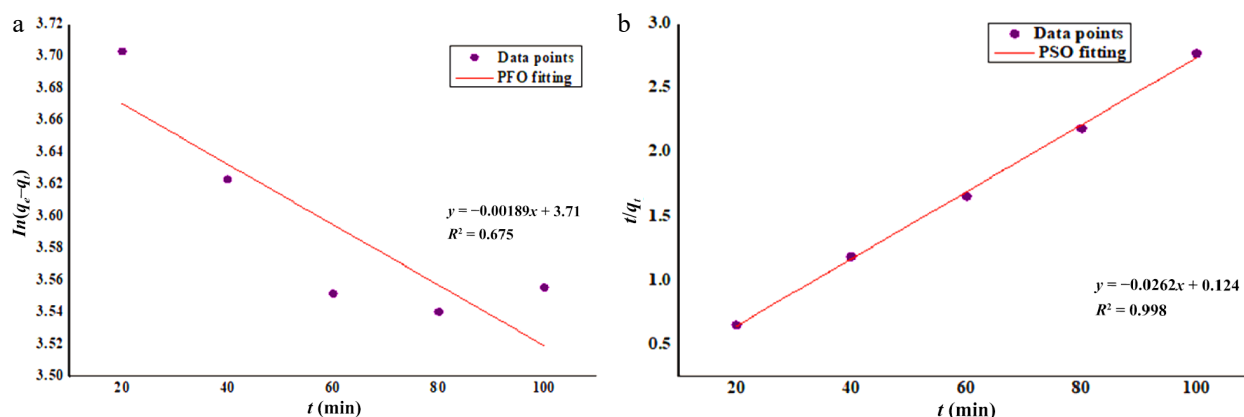 a
3.72
3.70
3.68
3.66
3.64
3.62
3.60
3.58
3.56
3.54
3.52
3.50
In(qe−qt)
Data points
PFO fitting
y = −0.00189x + 3.71
R² = 0.675
20 40 60 80 100
t (min)
b
3.0
2.5
2.0
1.5
1.0
0.5
t/qt
Data points
PSO fitting
y = −0.0262x + 0.124
R² = 0.998
20 40 60 80 100
t (min)